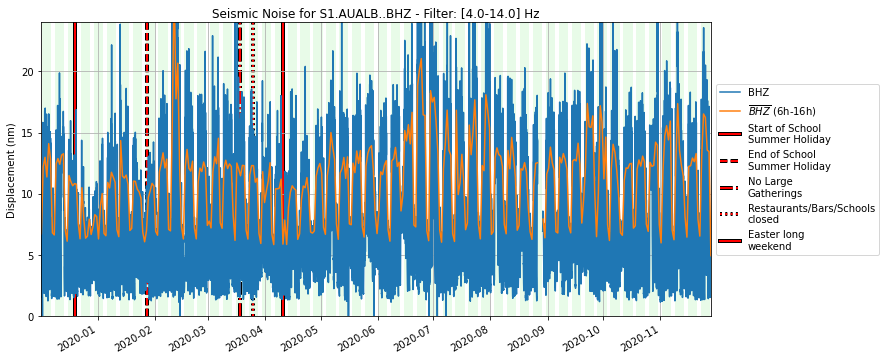 Seismic Noise for S1.AUALB..BHZ - Filter: [4.0-14.0] Hz
Displacement (nm)
20
15
10
5
0
2020-01
2020-02
2020-03
2020-04
2020-05
2020-06
2020-07
2020-08
2020-09
2020-10
2020-11
BHZ
BHZ (6h-16h)
Start of School
Summer Holiday
End of School
Summer Holiday
No Large
Gatherings
Restaurants/Bars/Schools
closed
Easter long
weekend